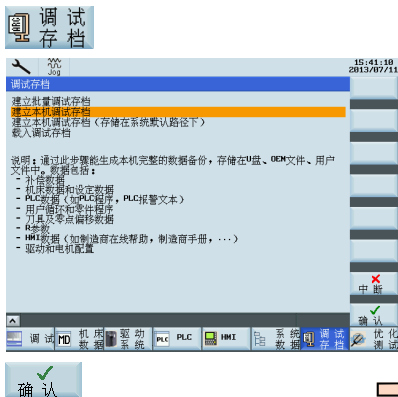 调 试
存 档
Jog
15:41:10
2013/07/11
调试存档
建立批量调试存档
建立本机调试存档
建立本机调试存档（存储在系统默认路径下）
载入调试存档
说明：通过此步骤能生成本机完整的数据备份，存储在U盘、OEM文件、用户
文件中。数据包括：
- 补偿数据
- 机床数据和设定数据
- PLC数据（如PLC程序，PLC报警文本）
- 用户循环和零件程序
- 刀具及零点偏移数据
- R参数
- HMI数据（如制造商在线帮助，制造商手册，···）
- 驱动和电机配置
中 断
确 认
调 试
MD 机 床
数 据
驱 动
系 统
PLC PLC
HMI
系 统
数 据
调 试
存 档
优 化
测 试
确 认